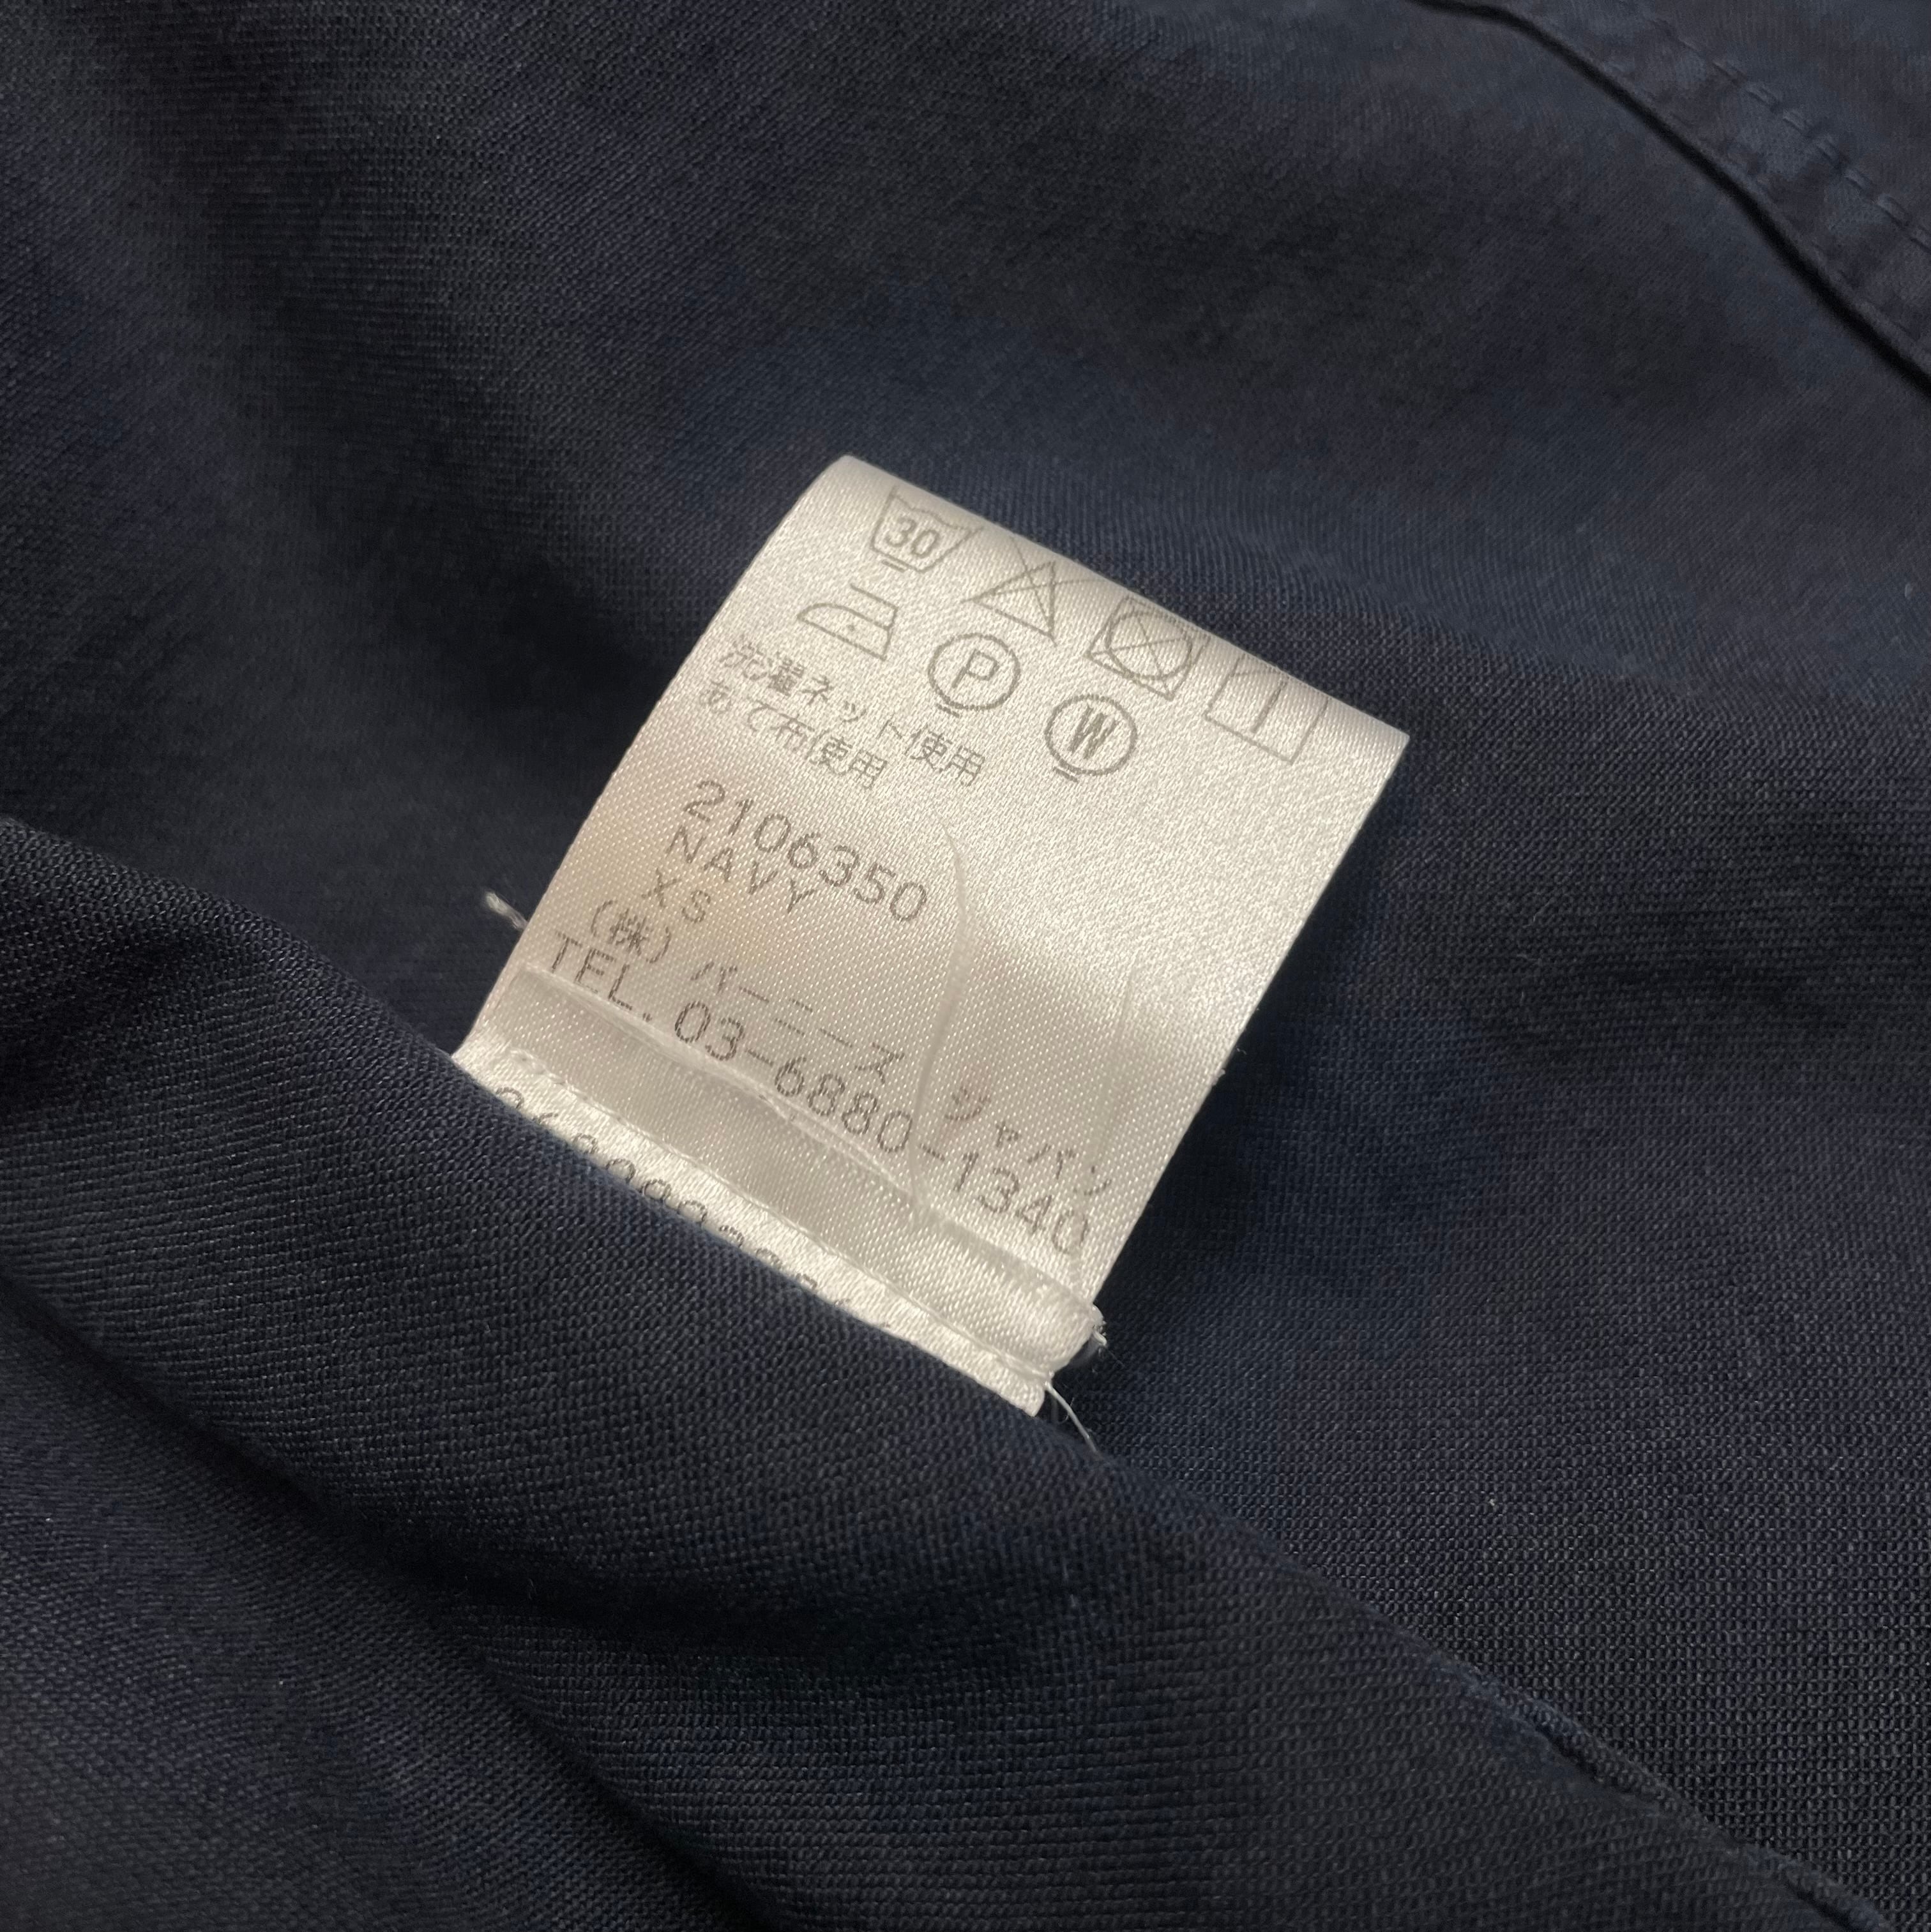 30
P
W
洗濯ネット使用
あて布使用
2106350
NAVY
XS
(株) バーニーズ ジャパン
TEL. 03-6880-1340